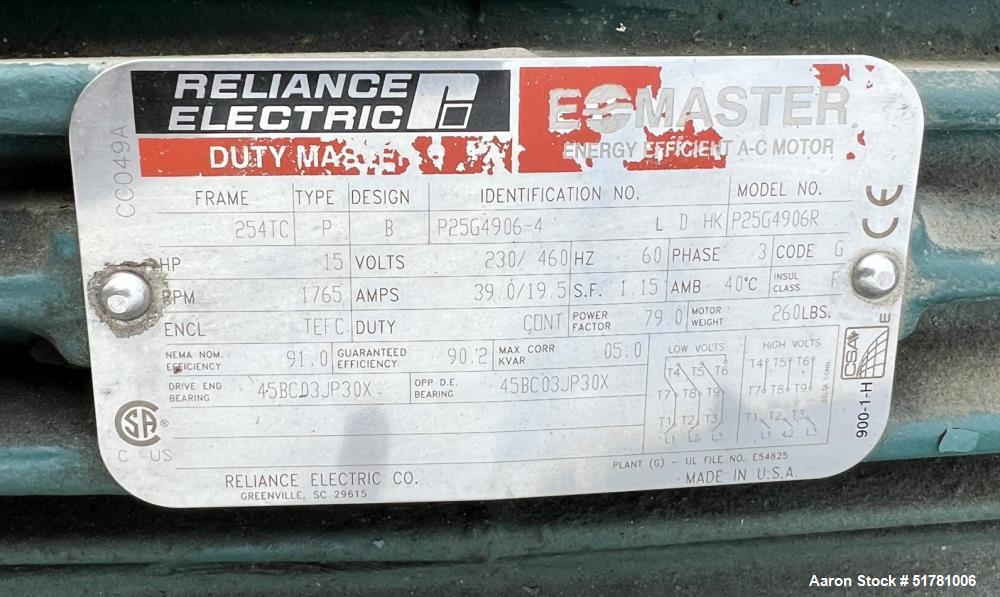 RELIANCE
ELECTRIC
DUTY MASTER A-C
E MASTER
ENERGY EFFICIENT A-C MOTOR
CC049A
FRAME TYPE DESIGN IDENTIFICATION NO. MODEL NO.
254TC P B P25G4906-4 L D HK P25G4906R
HP 15 VOLTS 230/ 460 HZ 60 PHASE 3 CODE G
RPM 1765 AMPS 39.0/19.5 S.F. 1.15 AMB 40°C INSUL CLASS F
ENCL TEFC DUTY CONT POWER FACTOR 79.0 MOTOR WEIGHT 260LBS.
NEMA NOM. EFFICIENCY 91.0 GUARANTEED EFFICIENCY 90.2 MAX CORR KVAR 05.0
DRIVE END BEARING 45BC03JP30X OPP D.E. BEARING 45BC03JP30X
LOW VOLTS HIGH VOLTS
T4 T5 T6 T4 T5 T6
T7 T8 T9 T7 T8 T9
T1 T2 T3 T1 T2 T3
L1 L2 L3 L1 L2 L3
DELTA CONN.
CE
CSA
E
900-1-H
SA®
C US
PLANT (G) - UL FILE NO. E54825
RELIANCE ELECTRIC CO.
MADE IN U.S.A.
GREENVILLE, SC 29615
Aaron Stock # 51781006